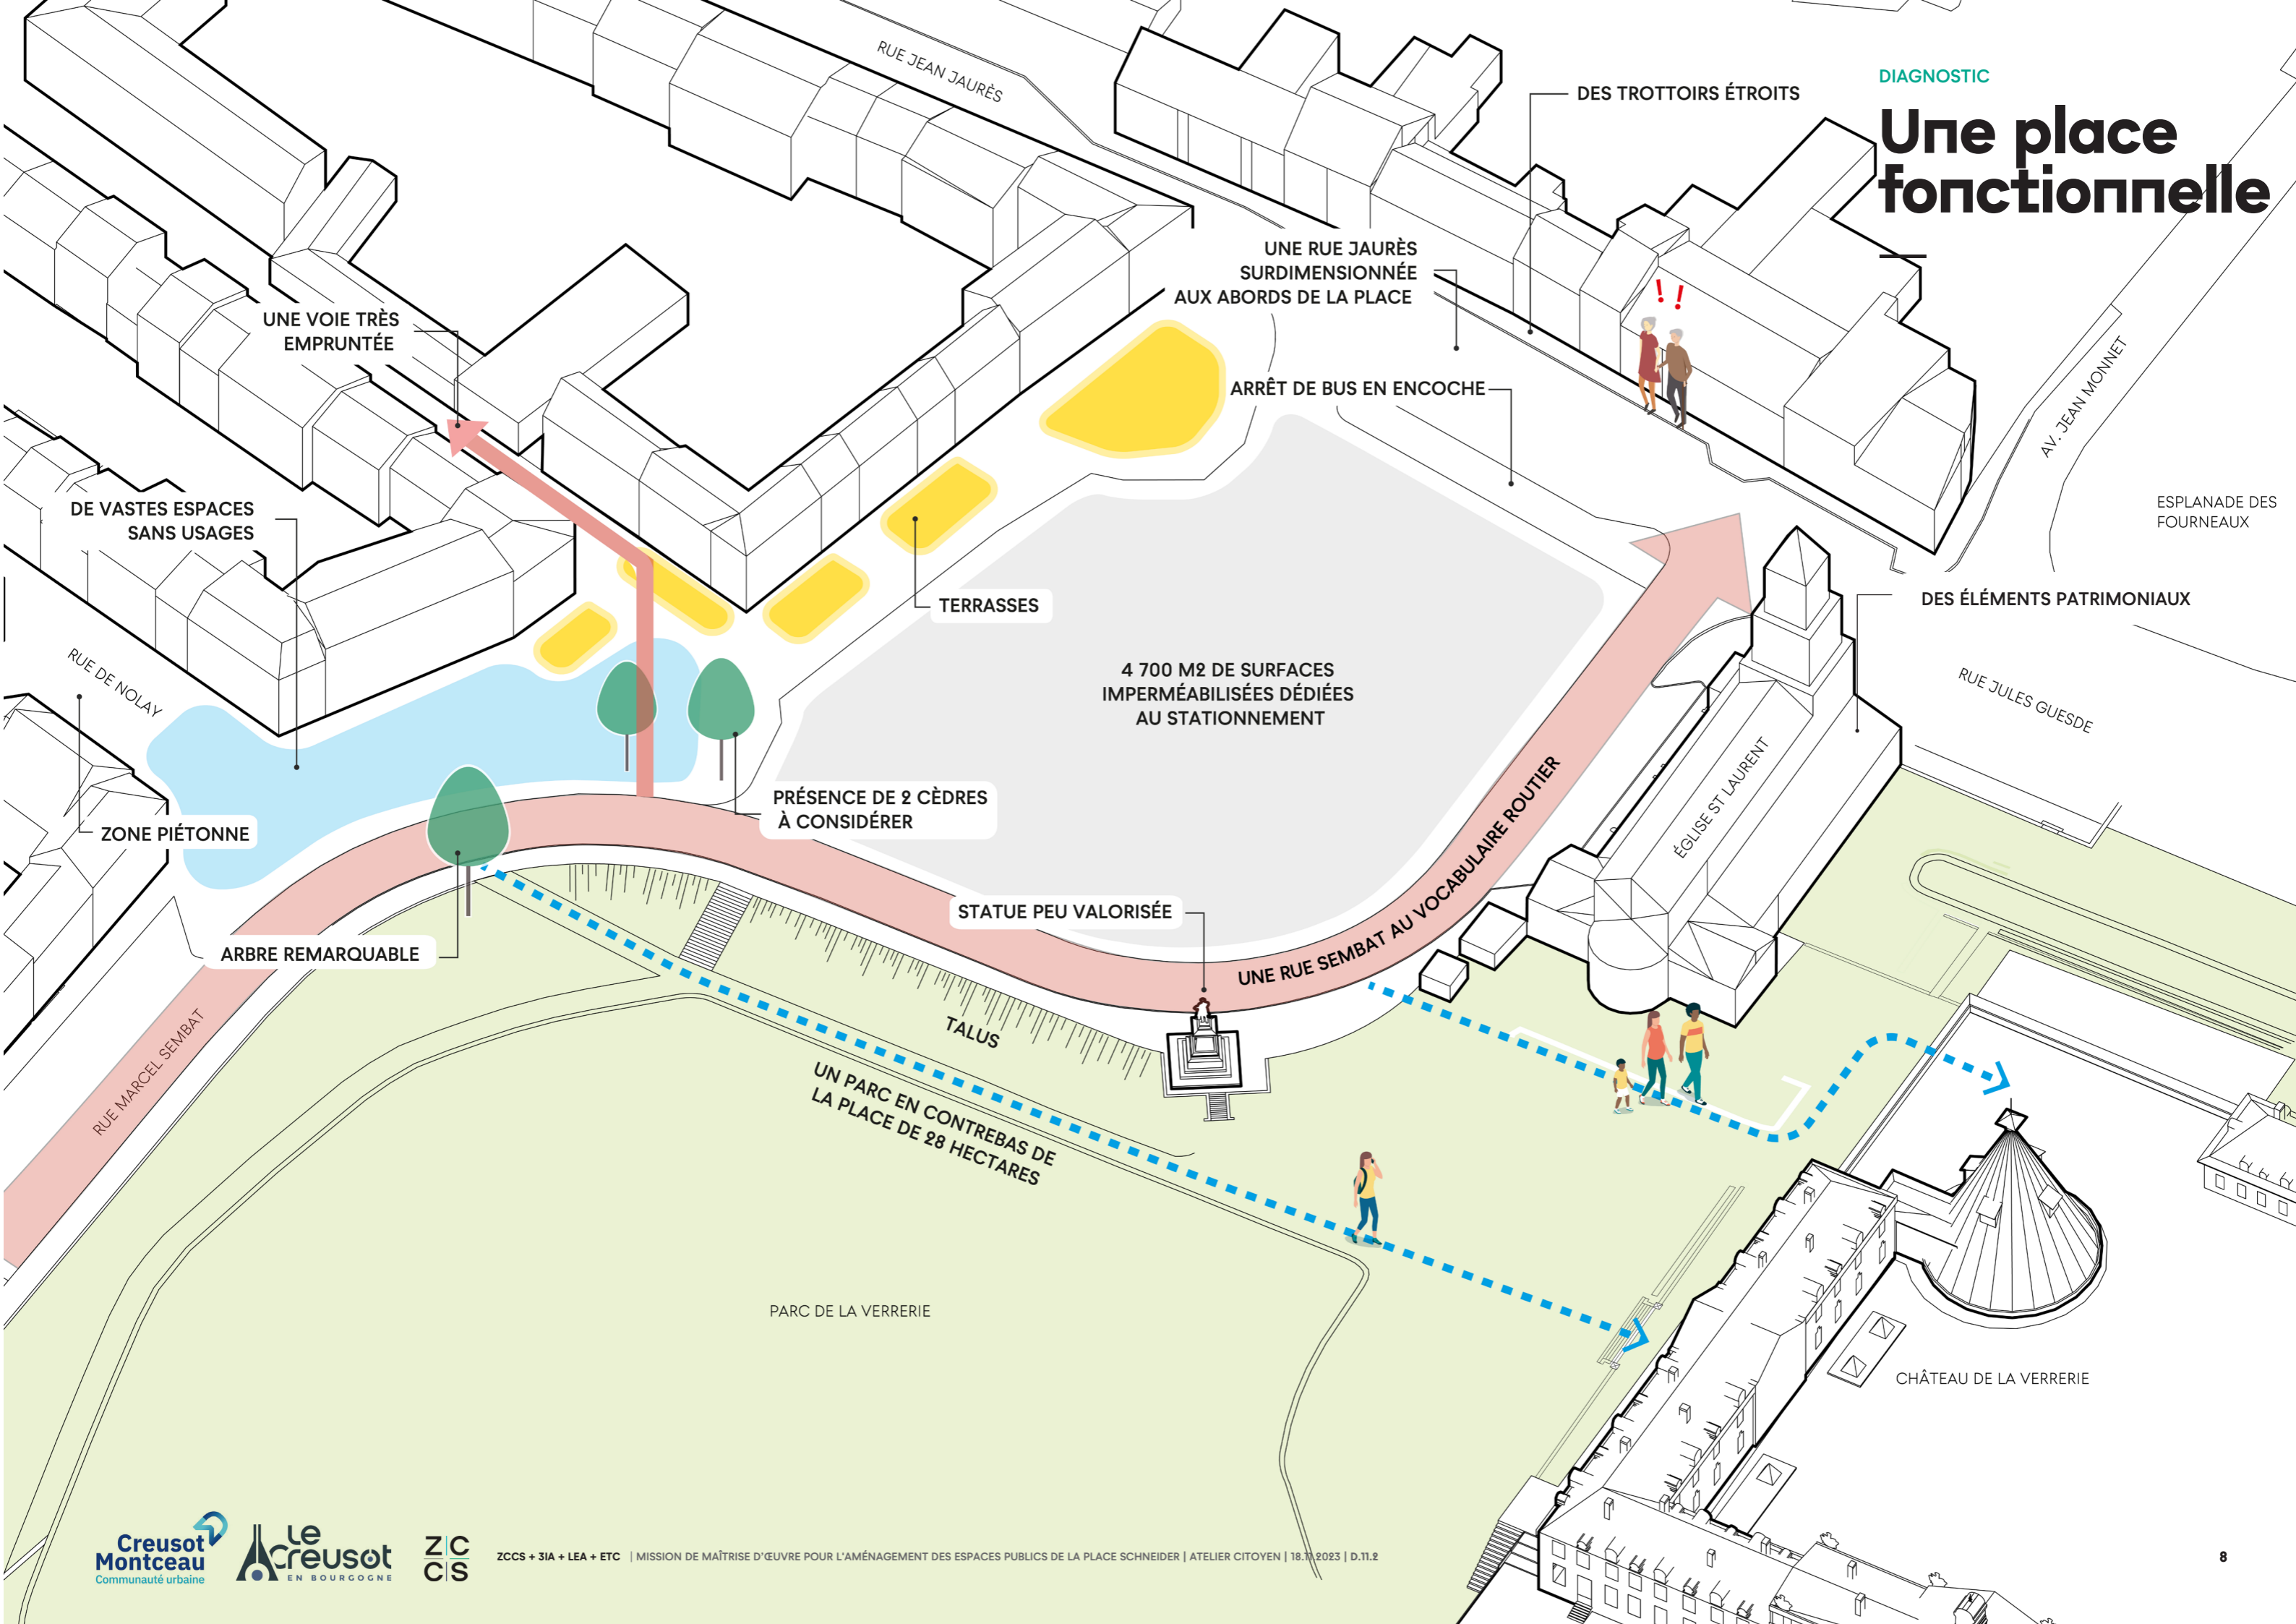 DIAGNOSTIC
Une place
fonctionnelle
RUE JEAN JAURÈS
DES TROTTOIRS ÉTROITS
UNE RUE JAURÈS
SURDIMENSIONNÉE
AUX ABORDS DE LA PLACE
!!
UNE VOIE TRÈS
EMPRUNTÉE
ARRÊT DE BUS EN ENCOCHE
AV. JEAN MONNET
ESPLANADE DES
FOURNEAUX
DE VASTES ESPACES
SANS USAGES
TERRASSES
DES ÉLÉMENTS PATRIMONIAUX
RUE DE NOLAY
4 700 M2 DE SURFACES
IMPERMÉABILISÉES DÉDIÉES
AU STATIONNEMENT
RUE JULES GUESDE
ÉGLISE ST LAURENT
PRÉSENCE DE 2 CÈDRES
À CONSIDÉRER
ZONE PIÉTONNE
UNE RUE SEMBAT AU VOCABULAIRE ROUTIER
STATUE PEU VALORISÉE
ARBRE REMARQUABLE
TALUS
RUE MARCEL SEMBAT
UN PARC EN CONTREBAS DE
LA PLACE DE 28 HECTARES
PARC DE LA VERRERIE
CHÂTEAU DE LA VERRERIE
Creusot
Montceau
Communauté urbaine
LE
Creusot
EN BOURGOGNE
ZC
CS
ZCCS + 3IA + LEA + ETC | MISSION DE MAÎTRISE D'ŒUVRE POUR L'AMÉNAGEMENT DES ESPACES PUBLICS DE LA PLACE SCHNEIDER | ATELIER CITOYEN | 18.11.2023 | D.11.2
8